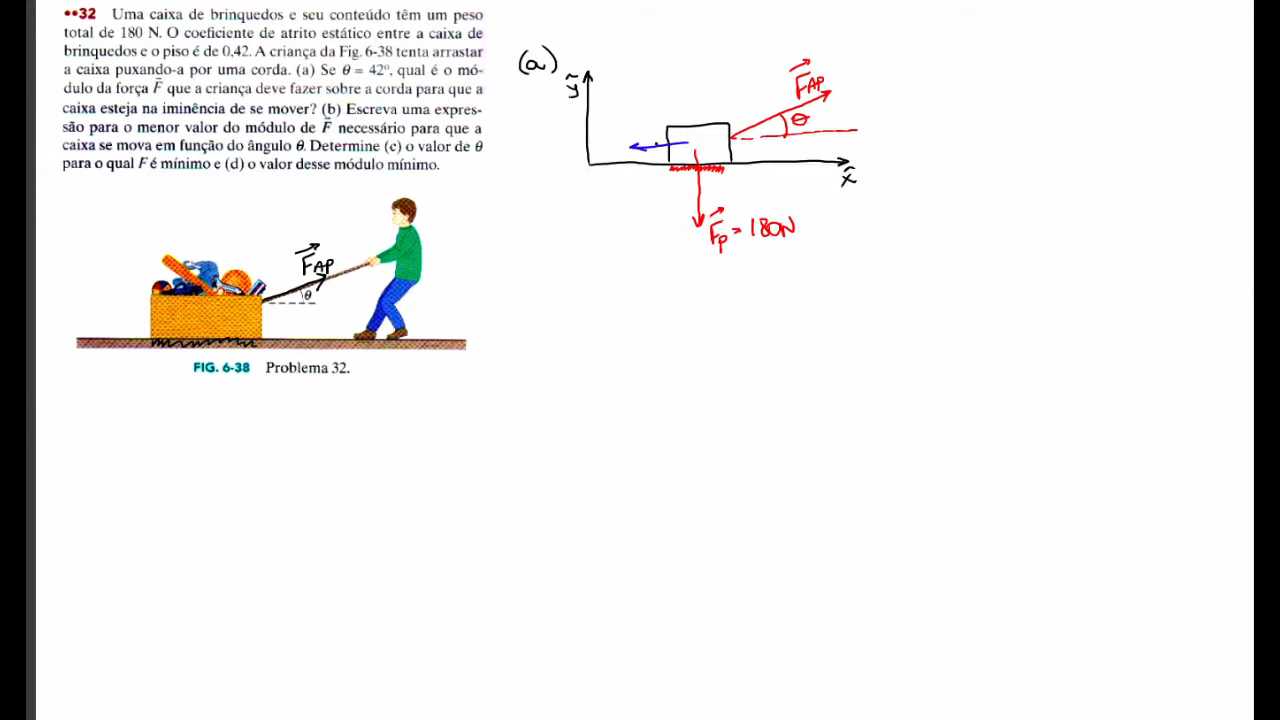 ••32 Uma caixa de brinquedos e seu conteúdo têm um peso
total de 180 N. O coeficiente de atrito estático entre a caixa de
brinquedos e o piso é de 0,42. A criança da Fig. 6-38 tenta arrastar
a caixa puxando-a por uma corda. (a) Se θ = 42°, qual é o mó-
dulo da força F⃗ que a criança deve fazer sobre a corda para que a
caixa esteja na iminência de se mover? (b) Escreva uma expres-
são para o menor valor do módulo de F⃗ necessário para que a
caixa se mova em função do ângulo θ. Determine (c) o valor de θ
para o qual F é mínimo e (d) o valor desse módulo mínimo.
F⃗AP
θ
FIG. 6-38 Problema 32.
(a)
ỹ
F⃗AP
θ
x̃
F⃗p = 180N